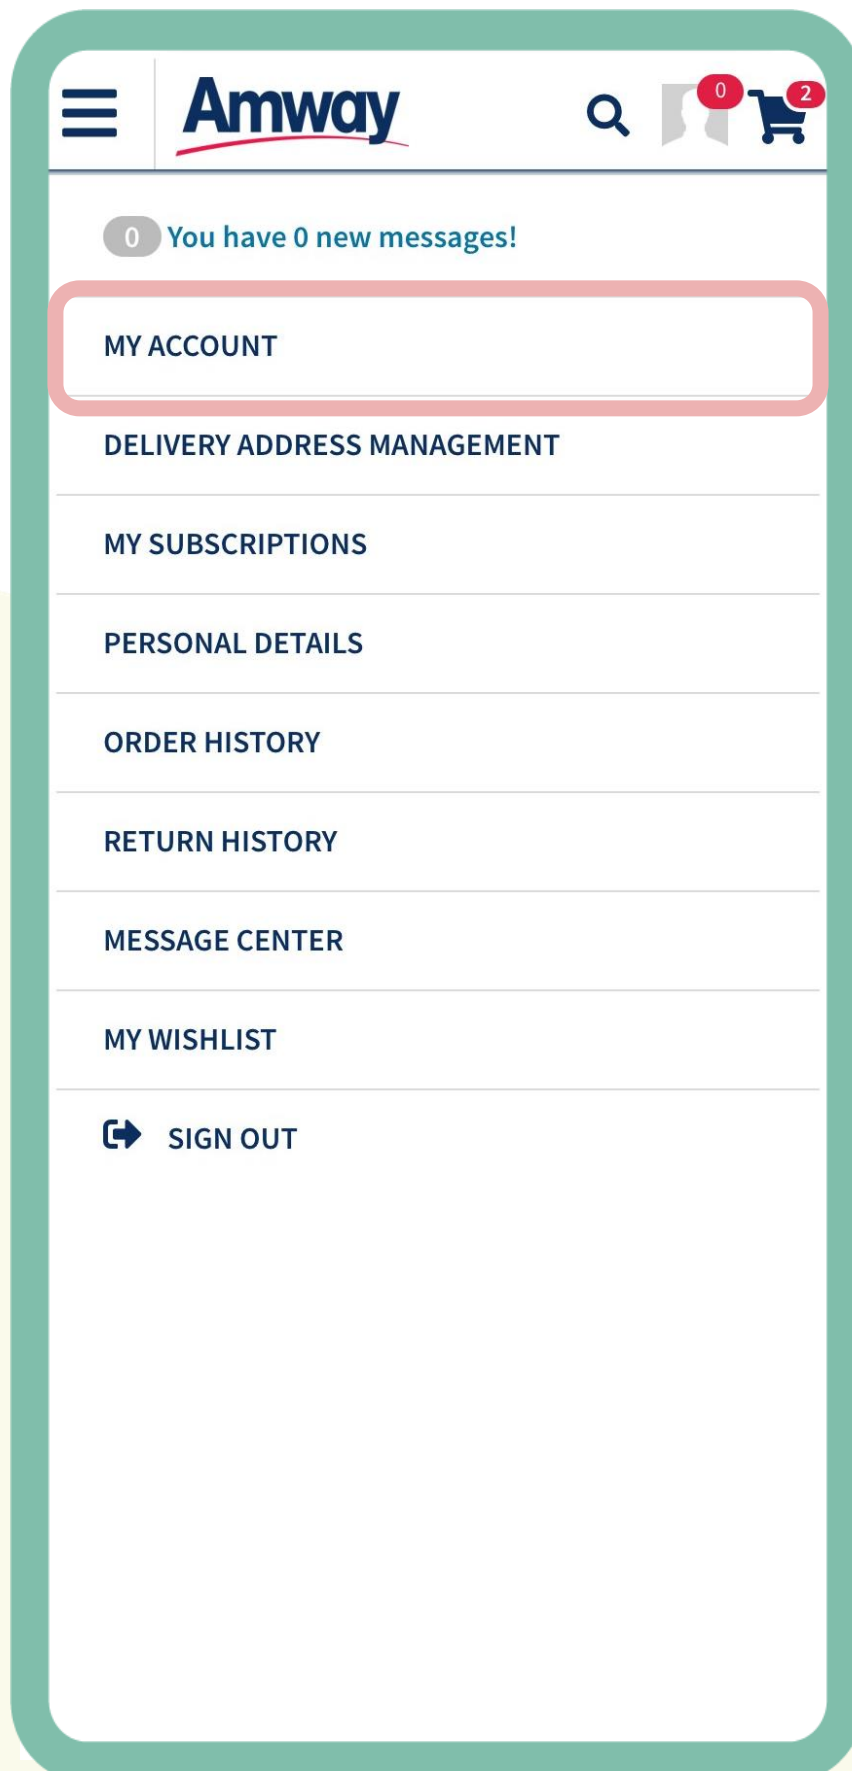 Amway
0
2
0 You have 0 new messages!
MY ACCOUNT
DELIVERY ADDRESS MANAGEMENT
MY SUBSCRIPTIONS
PERSONAL DETAILS
ORDER HISTORY
RETURN HISTORY
MESSAGE CENTER
MY WISHLIST
SIGN OUT